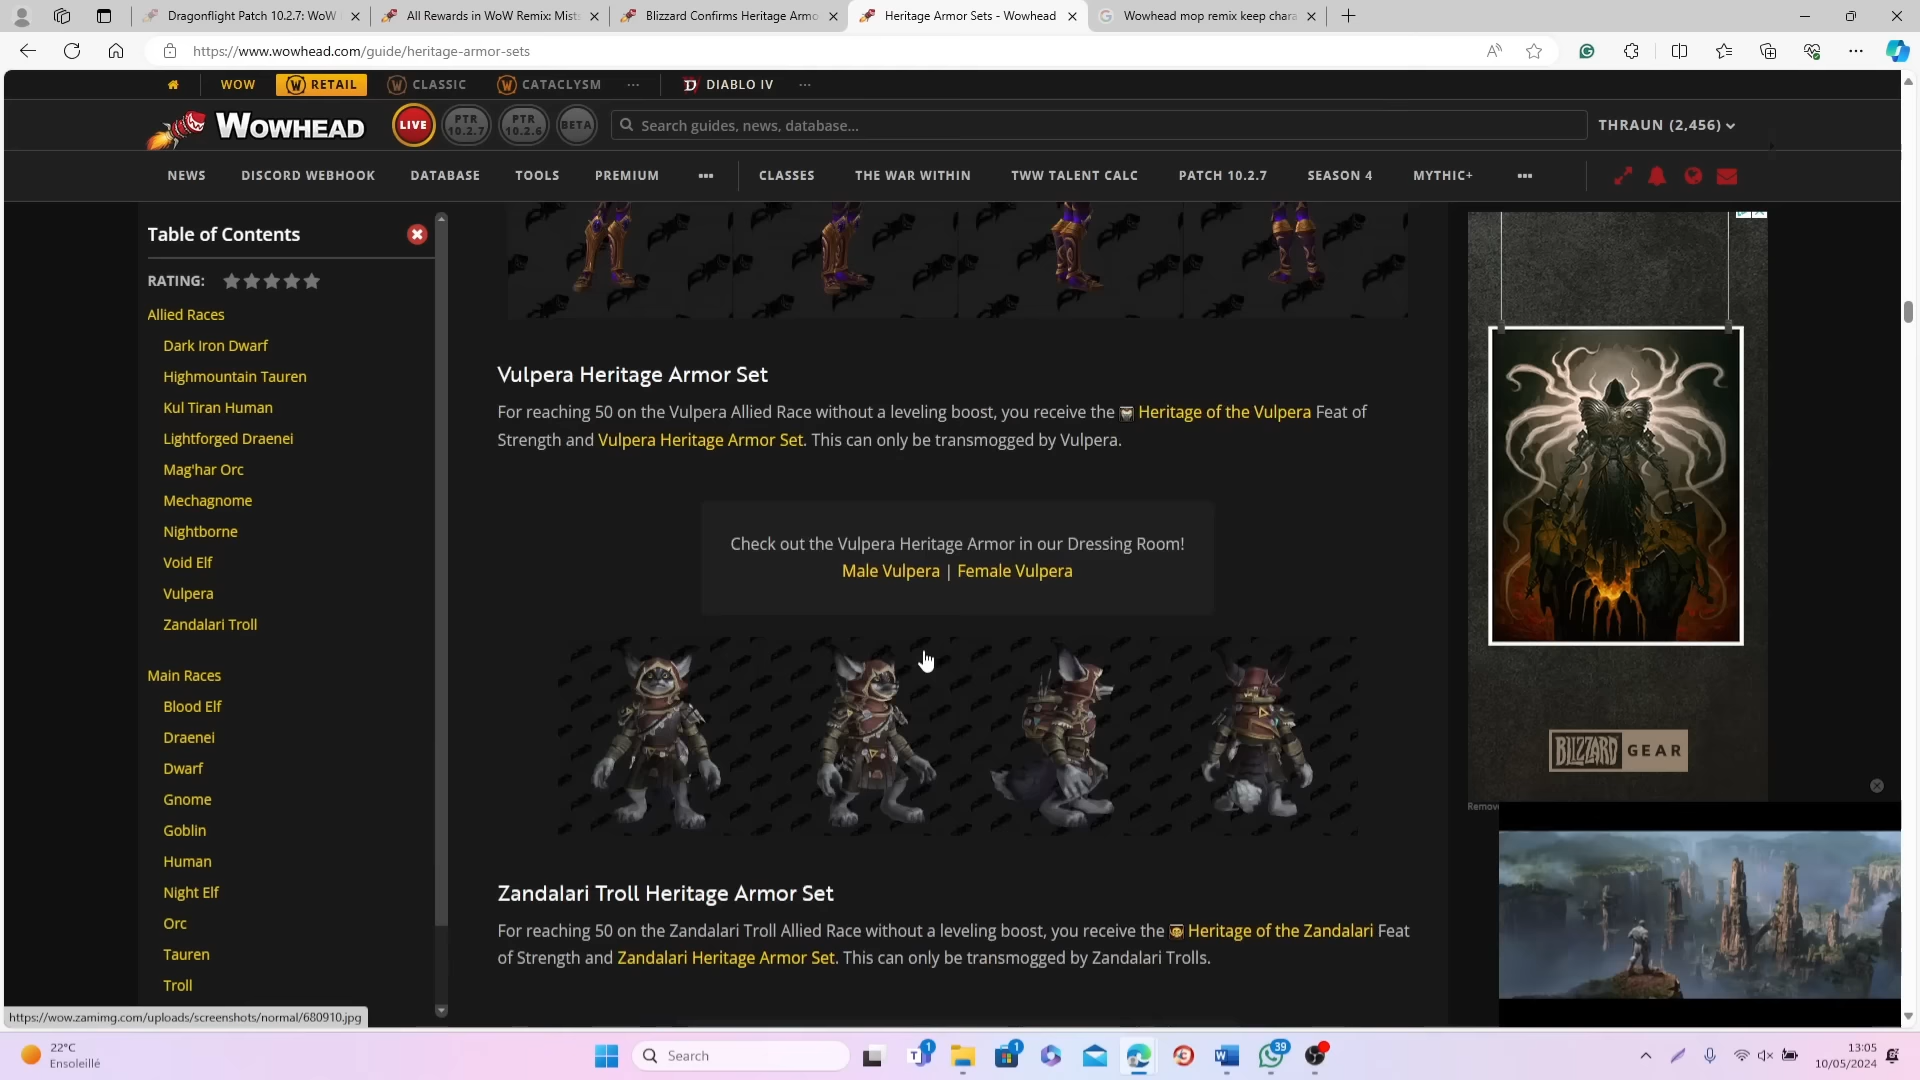 Dragonflight Patch 10.2.7: WoW
All Rewards in WoW Remix: Mist
Blizzard Confirms Heritage Armo
Heritage Armor Sets - Wowhead
Wowhead mop remix keep chara
https://www.wowhead.com/guide/heritage-armor-sets
WOW
RETAIL
CLASSIC
CATACLYSM
DIABLO IV
WOWHEAD
LIVE
PTR 10.2.7
PTR 10.2.6
BETA
Search guides, news, database...
THRAUN (2,456)
NEWS
DISCORD WEBHOOK
DATABASE
TOOLS
PREMIUM
CLASSES
THE WAR WITHIN
TWW TALENT CALC
PATCH 10.2.7
SEASON 4
MYTHIC+
Table of Contents
RATING:
Allied Races
Dark Iron Dwarf
Highmountain Tauren
Kul Tiran Human
Lightforged Draenei
Mag'har Orc
Mechagnome
Nightborne
Void Elf
Vulpera
Zandalari Troll
Main Races
Blood Elf
Draenei
Dwarf
Gnome
Goblin
Human
Night Elf
Orc
Tauren
Troll
Vulpera Heritage Armor Set
For reaching 50 on the Vulpera Allied Race without a leveling boost, you receive the Heritage of the Vulpera Feat of
Strength and Vulpera Heritage Armor Set. This can only be transmogged by Vulpera.
Check out the Vulpera Heritage Armor in our Dressing Room!
Male Vulpera | Female Vulpera
Zandalari Troll Heritage Armor Set
For reaching 50 on the Zandalari Troll Allied Race without a leveling boost, you receive the Heritage of the Zandalari Feat
of Strength and Zandalari Heritage Armor Set. This can only be transmogged by Zandalari Trolls.
BLIZZARD GEAR
Remove
https://wow.zamimg.com/uploads/screenshots/normal/680910.jpg
22°C
Ensoleillé
Search
1
1
39
13:05
10/05/2024